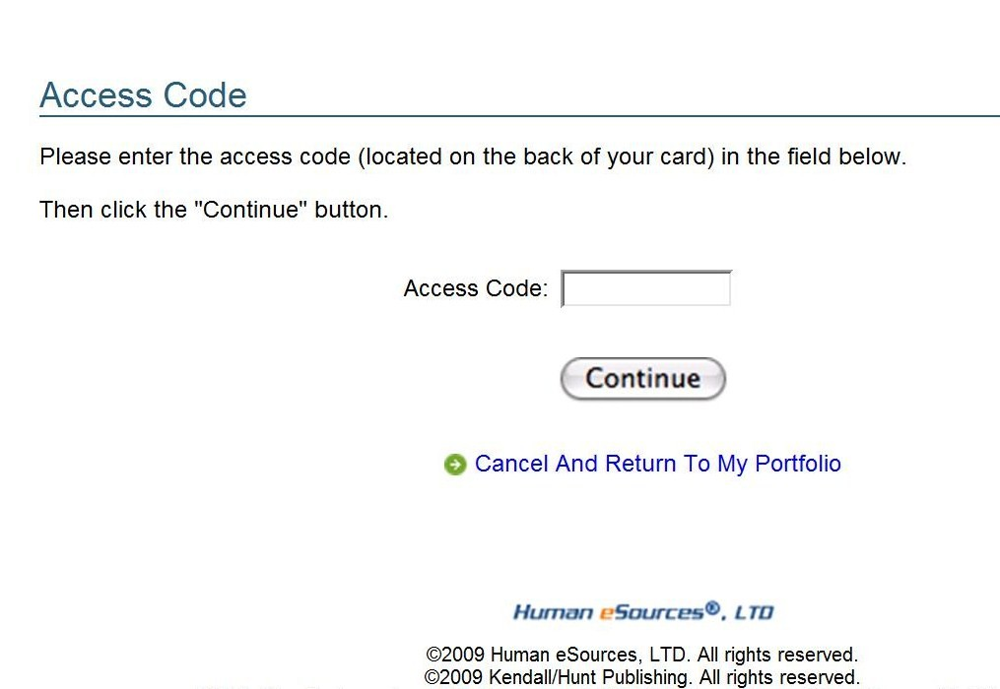 Access Code
Please enter the access code (located on the back of your card) in the field below.
Then click the "Continue" button.
Access Code:
Continue
Cancel And Return To My Portfolio
Human eSources®, LTD
©2009 Human eSources, LTD. All rights reserved.
©2009 Kendall/Hunt Publishing. All rights reserved.